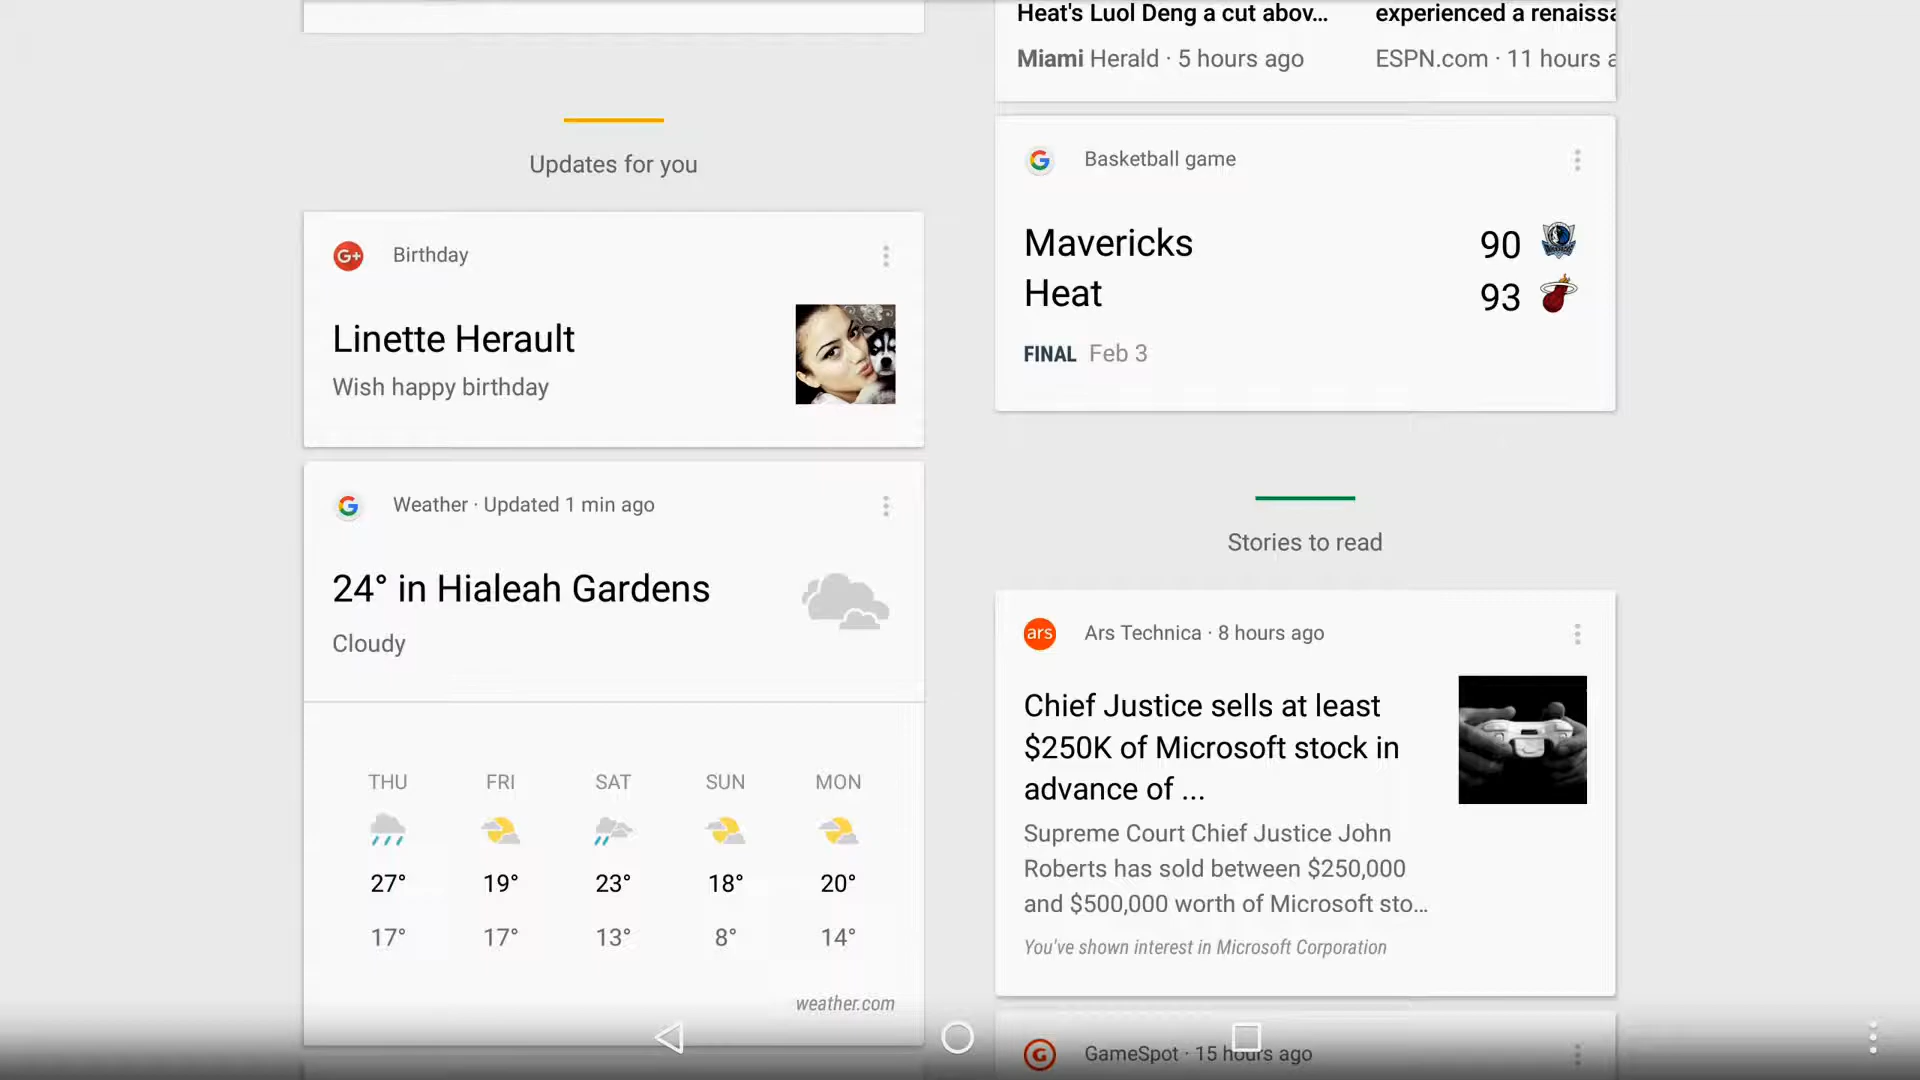 Updates for you
Birthday
Linette Herault
Wish happy birthday
Weather · Updated 1 min ago
24° in Hialeah Gardens
Cloudy
THU FRI SAT SUN MON
27° 19° 23° 18° 20°
17° 17° 13° 8° 14°
weather.com
Heat's Luol Deng a cut abov...
Miami Herald · 5 hours ago
experienced a renaissa
ESPN.com · 11 hours a
Basketball game
Mavericks 90
Heat 93
FINAL Feb 3
Stories to read
ars
Ars Technica · 8 hours ago
Chief Justice sells at least
$250K of Microsoft stock in
advance of ...
Supreme Court Chief Justice John
Roberts has sold between $250,000
and $500,000 worth of Microsoft sto...
You've shown interest in Microsoft Corporation
GameSpot · 15 hours ago